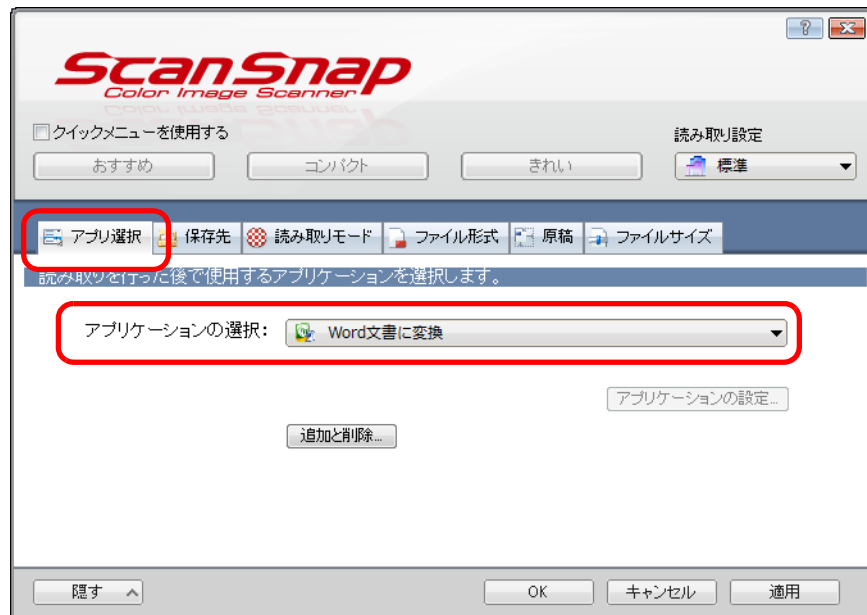 ScanSnap
Color Image Scanner
クイックメニューを使用する
読み取り設定
おすすめ コンパクト きれい 標準
アプリ選択 保存先 読み取りモード ファイル形式 原稿 ファイルサイズ
読み取りを行った後で使用するアプリケーションを選択します。
アプリケーションの選択: Word文書に変換
アプリケーションの設定...
追加と削除...
隠す OK キャンセル 適用